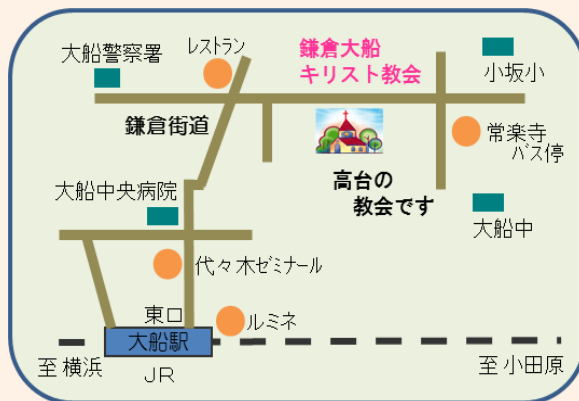 レストラン
大船警察署
鎌倉大船
キリスト教会
小坂小
鎌倉街道
常楽寺
バス停
高台の
教会です
大船中央病院
大船中
代々木ゼミナール
東口
ルミネ
大船駅
至 横浜
JR
至 小田原